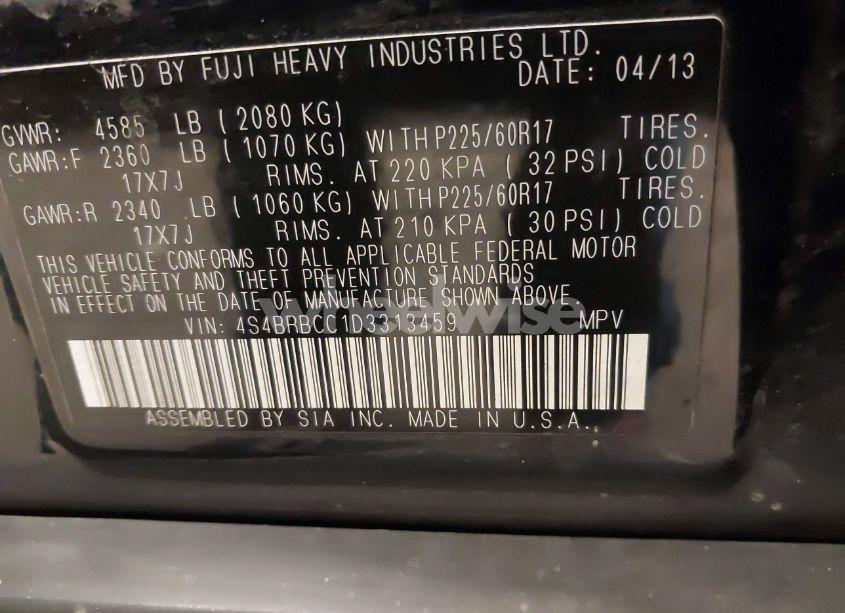 MFD BY FUJI HEAVY INDUSTRIES LTD.
DATE: 04/13
GVWR: 4585 LB (2080 KG)
GAWR:F 2360 LB (1070 KG) WITH P225/60R17 TIRES.
17X7J RIMS. AT 220 KPA (32 PSI) COLD
GAWR:R 2340 LB (1060 KG) WITH P225/60R17 TIRES.
17X7J RIMS. AT 210 KPA (30 PSI) COLD
THIS VEHICLE CONFORMS TO ALL APPLICABLE FEDERAL MOTOR
VEHICLE SAFETY AND THEFT PREVENTION STANDARDS
IN EFFECT ON THE DATE OF MANUFACTURE SHOWN ABOVE.
wheelwise
VIN: 4S4BRBCC1D3313459 MPV
ASSEMBLED BY SIA INC. MADE IN U.S.A.